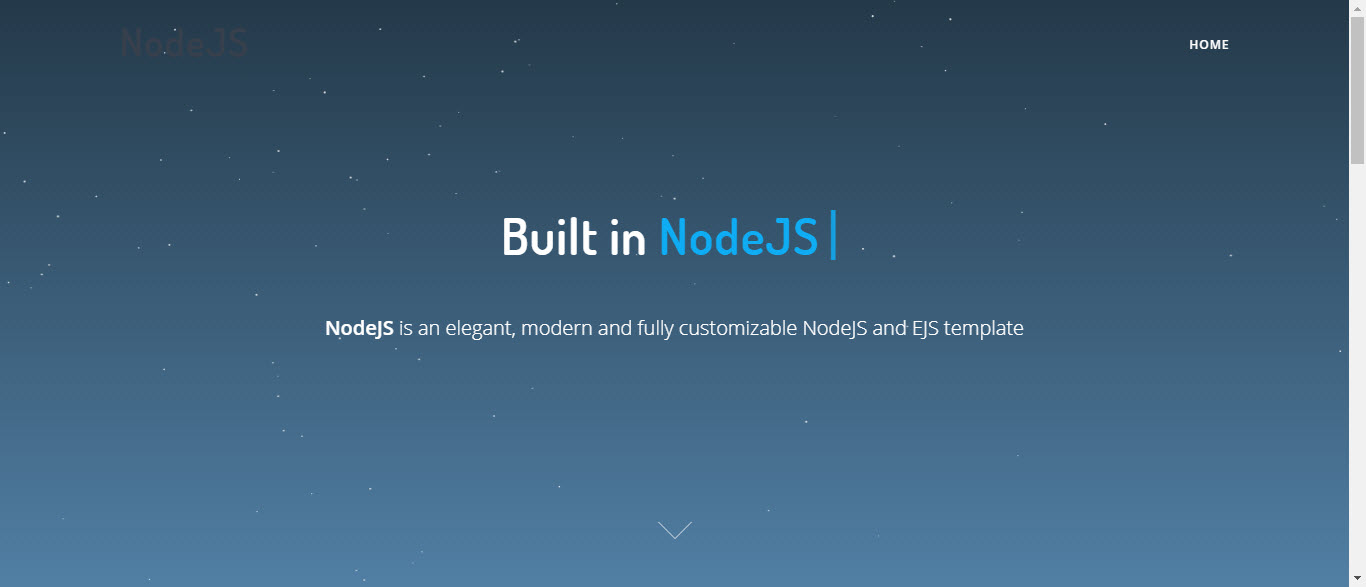 NodeJS
HOME
Built in NodeJS|
NodeJS is an elegant, modern and fully customizable NodeJS and EJS template